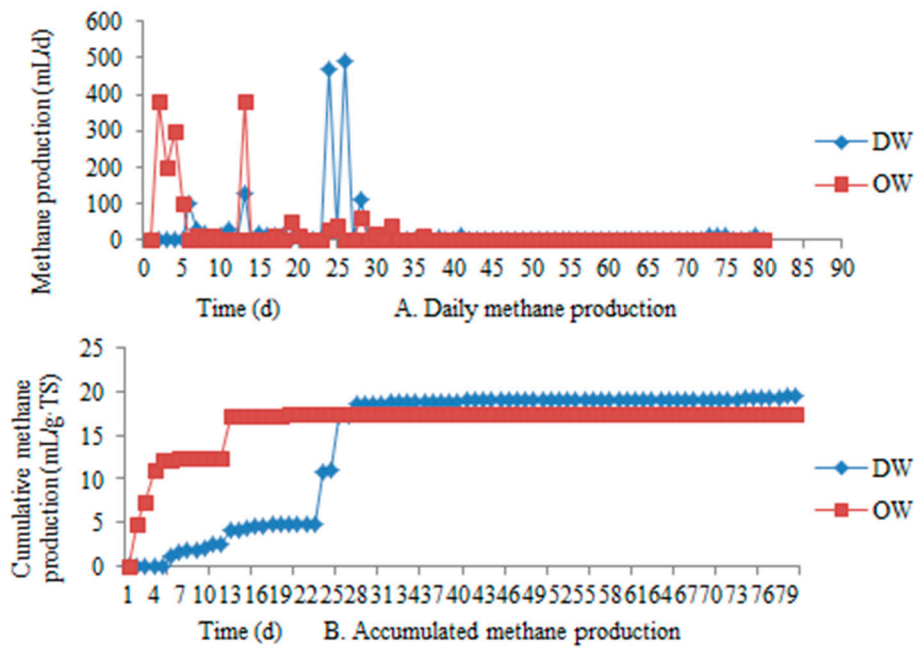 600
500
400
300
200
100
0
Methane production (mL/d)
DW
OW
0 5 10 15 20 25 30 35 40 45 50 55 60 65 70 75 80 85 90
Time (d) A. Daily methane production
25
20
15
10
5
0
Cumulative methane
production (mL/g·TS)
DW
OW
1 4 7 10 13 16 19 22 25 28 31 34 37 40 43 46 49 52 55 58 61 64 67 70 73 76 79
Time (d) B. Accumulated methane production